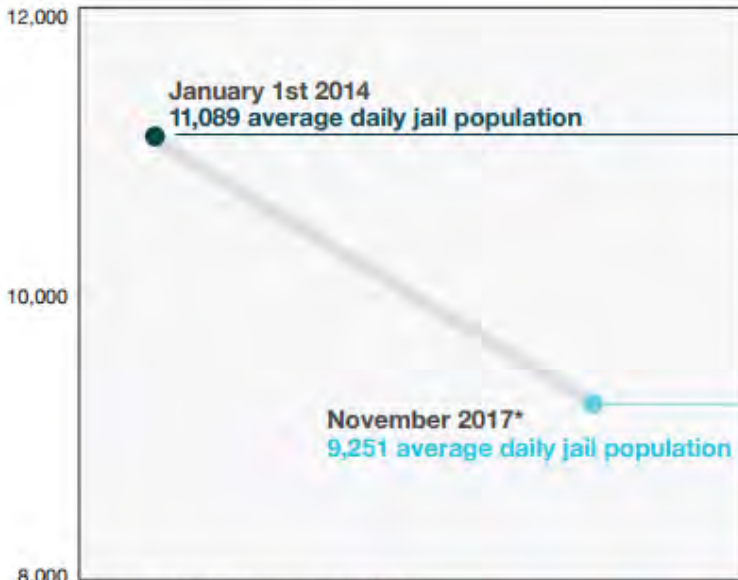 12,000
January 1st 2014
11,089 average daily jail population
10,000
November 2017*
9,251 average daily jail population
8,000